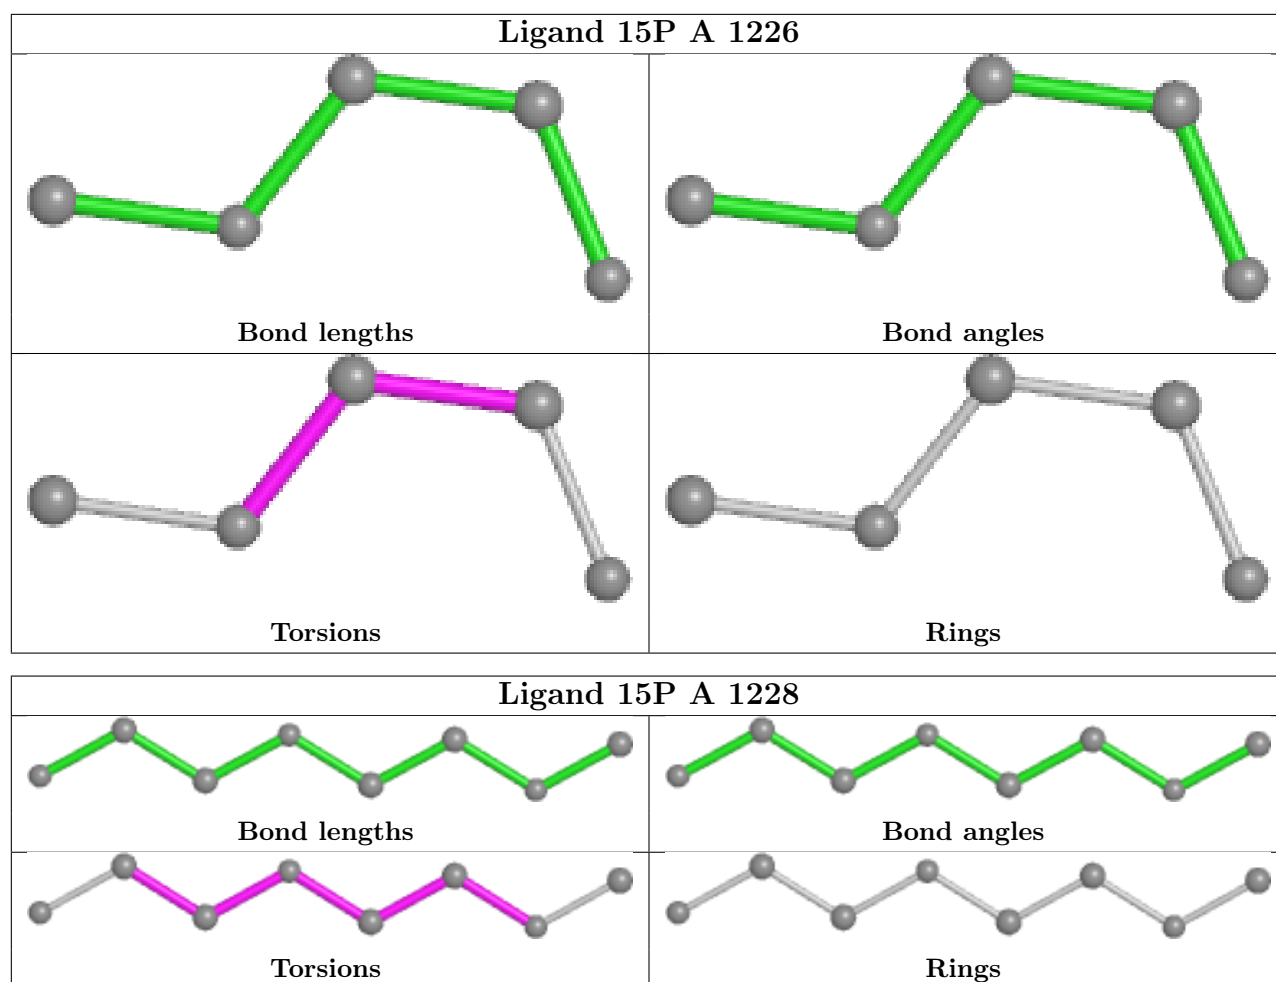 Ligand 15P A 1226
Bond lengths
Bond angles
Torsions
Rings
Ligand 15P A 1228
Bond lengths
Bond angles
Torsions
Rings